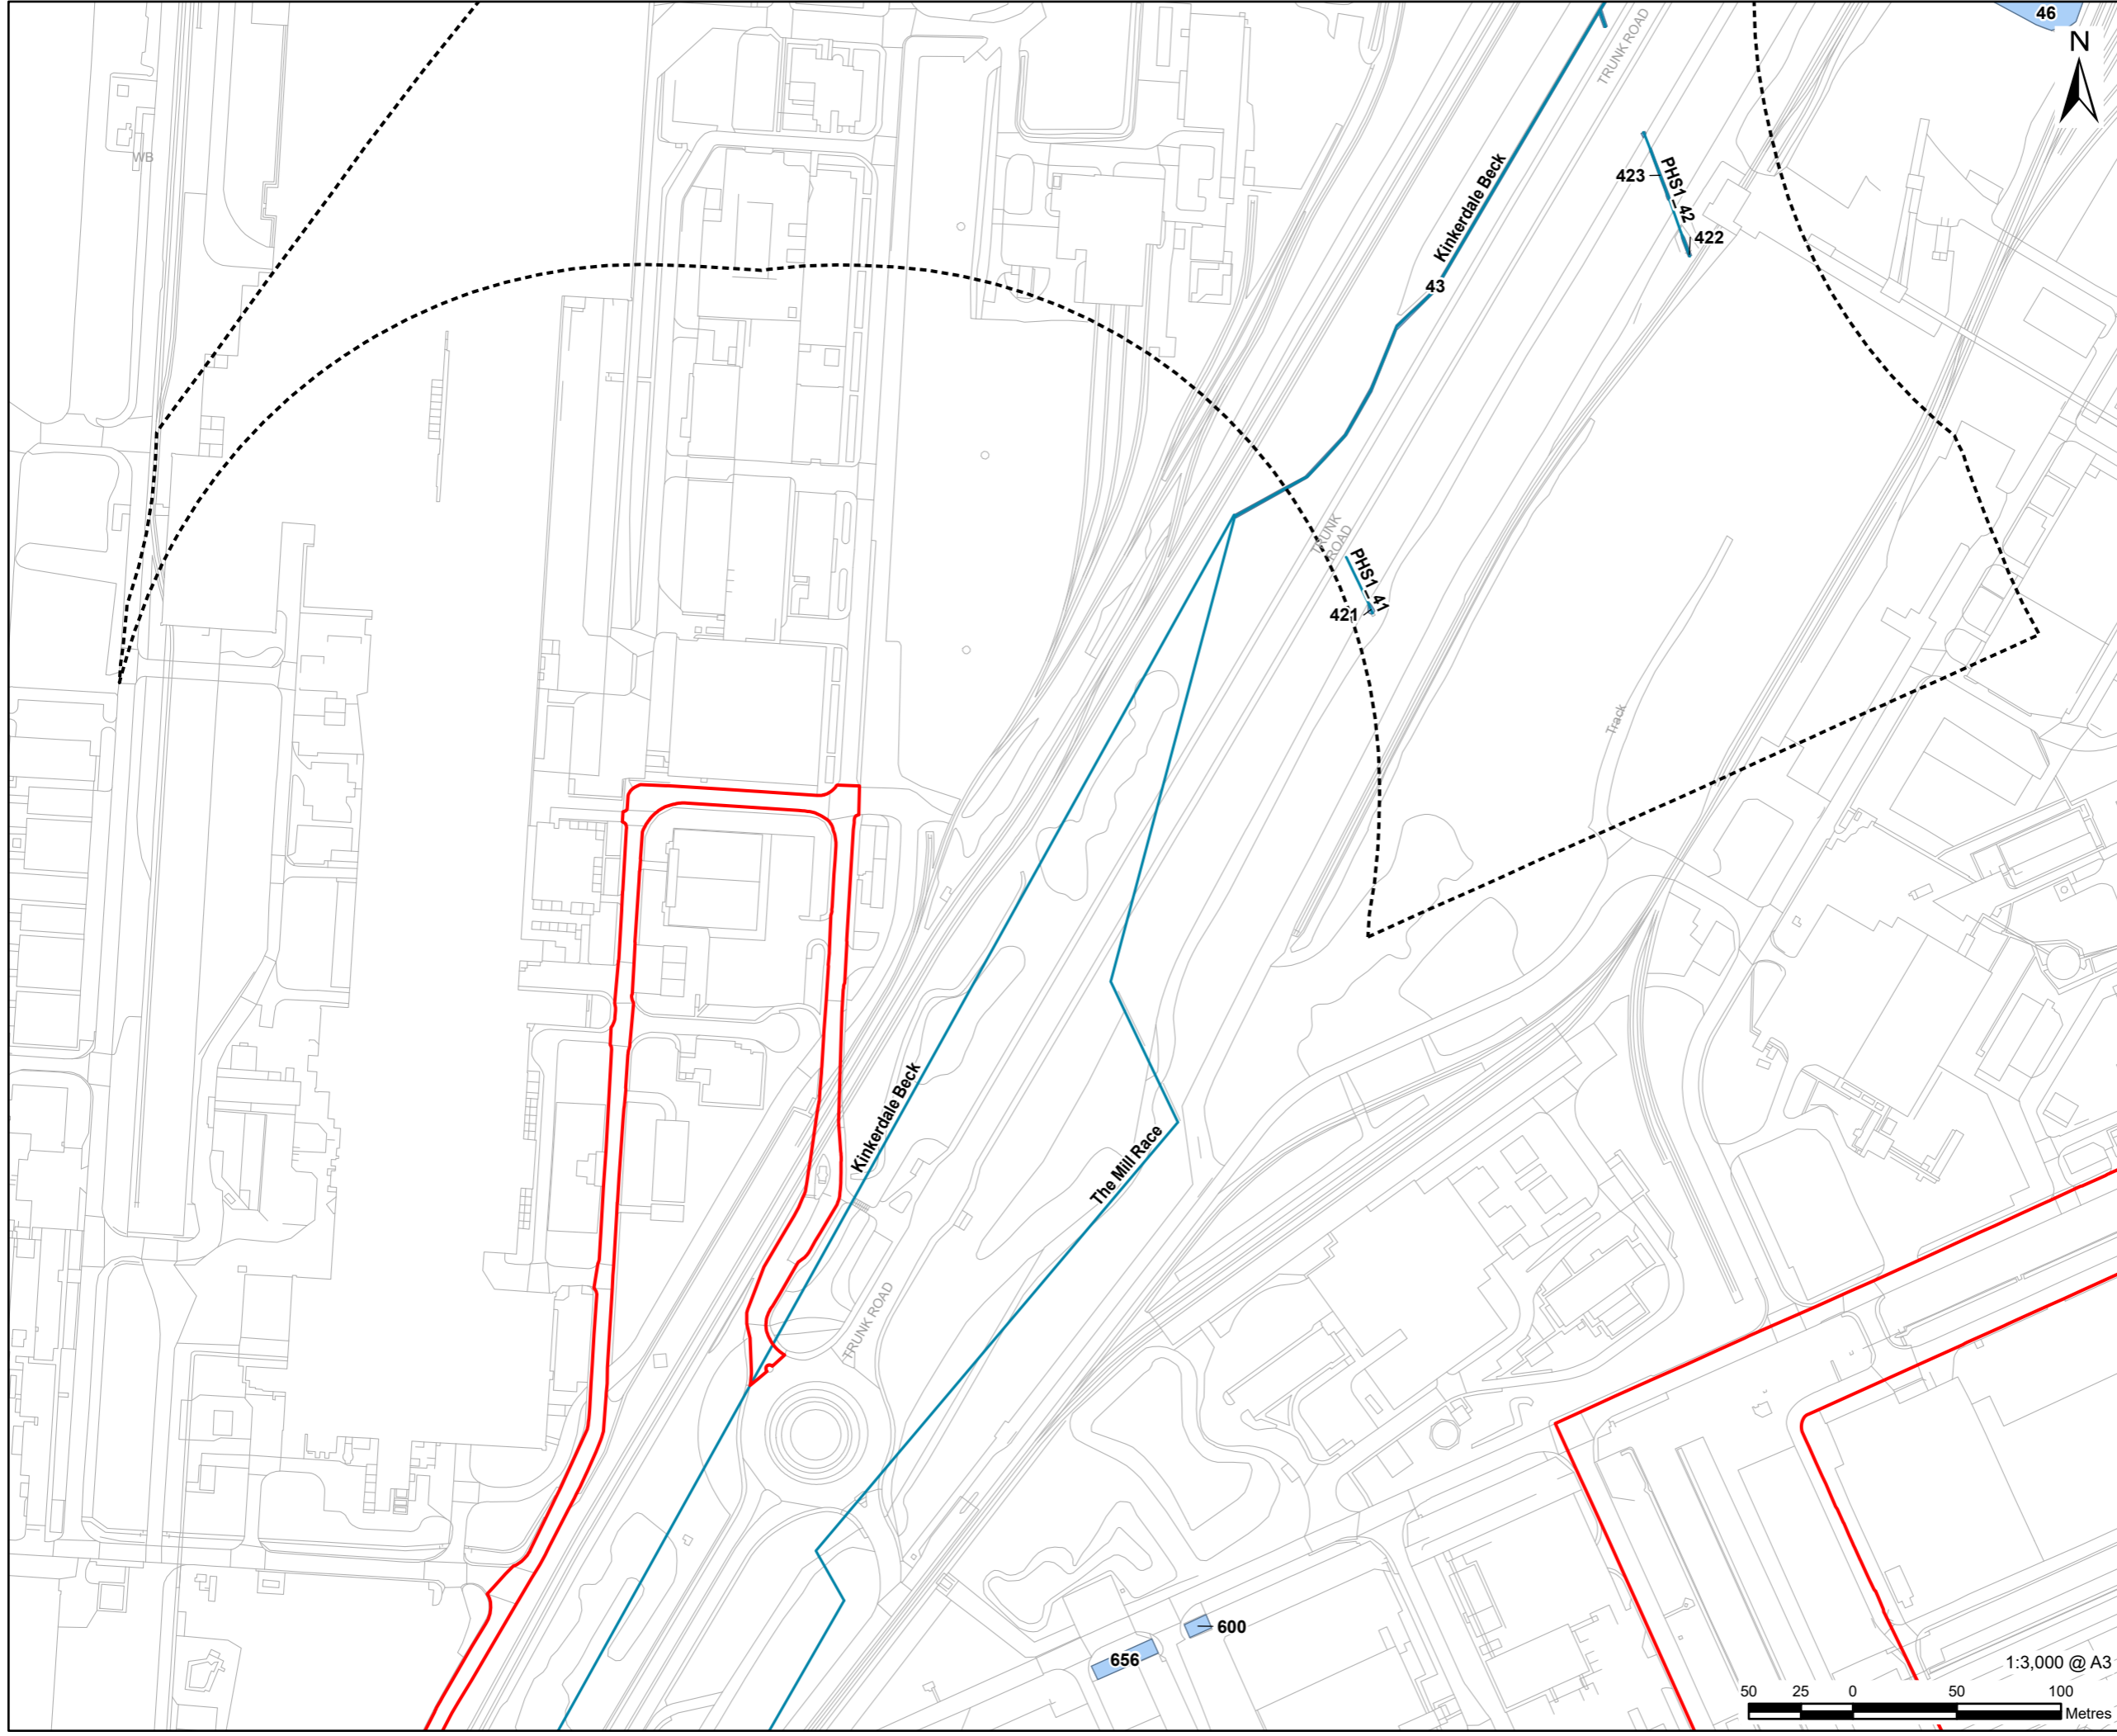 46
N
TRUNK ROAD
WB
Kinkerdale Beck
423
PHS1_42
422
43
TRUNK
ROAD
PHS1_41
421
Track
Kinkerdale Beck
The Mill Race
TRUNK ROAD
600
656
1:3,000 @ A3
50 25 0 50 100
Metres